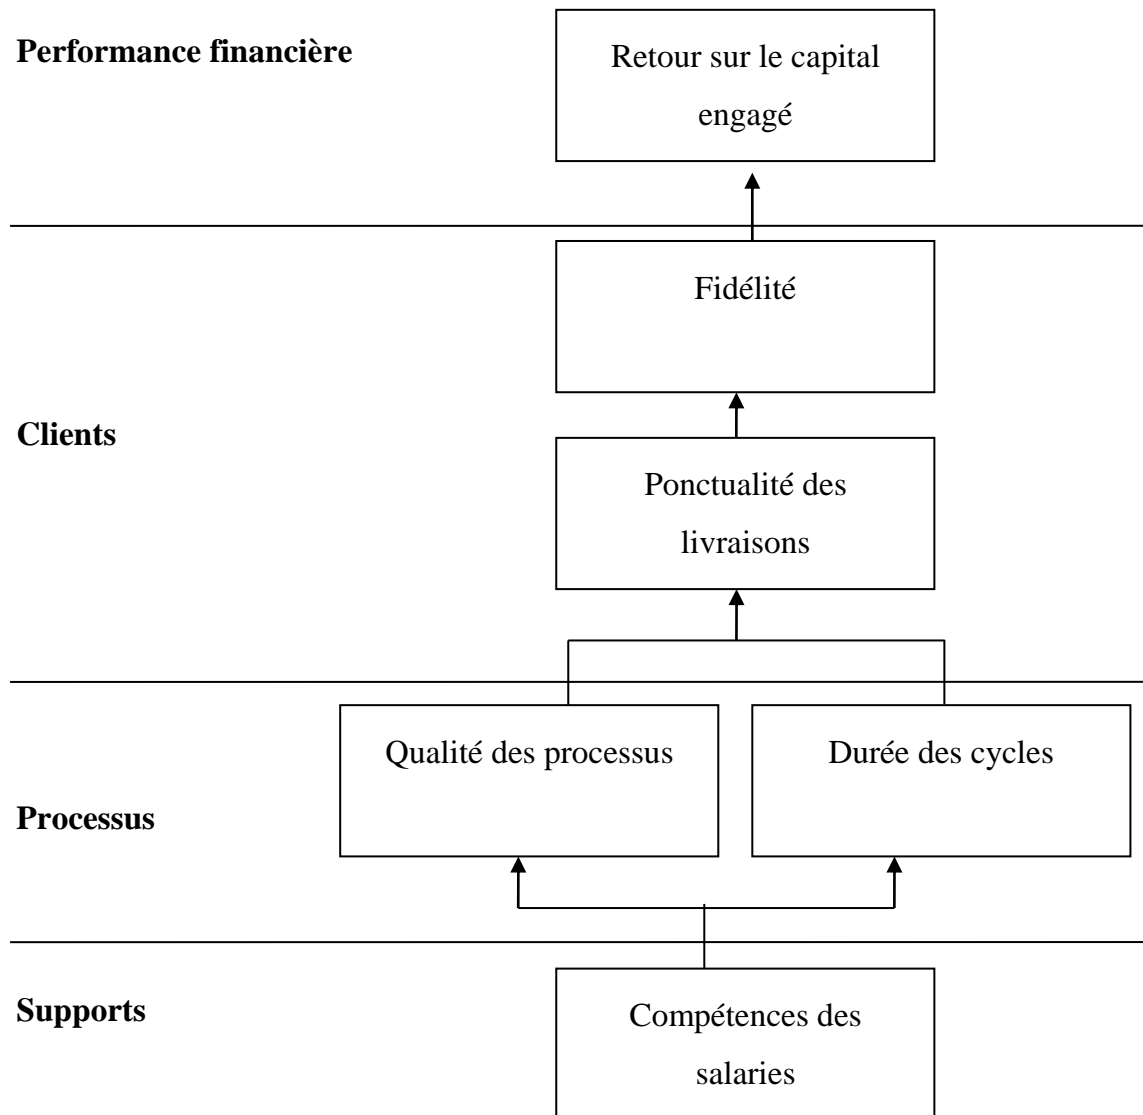 Performance financière
Retour sur le capital
engagé
Fidélité
Clients
Ponctualité des
livraisons
Qualité des processus
Durée des cycles
Processus
Supports
Compétences des
salaries